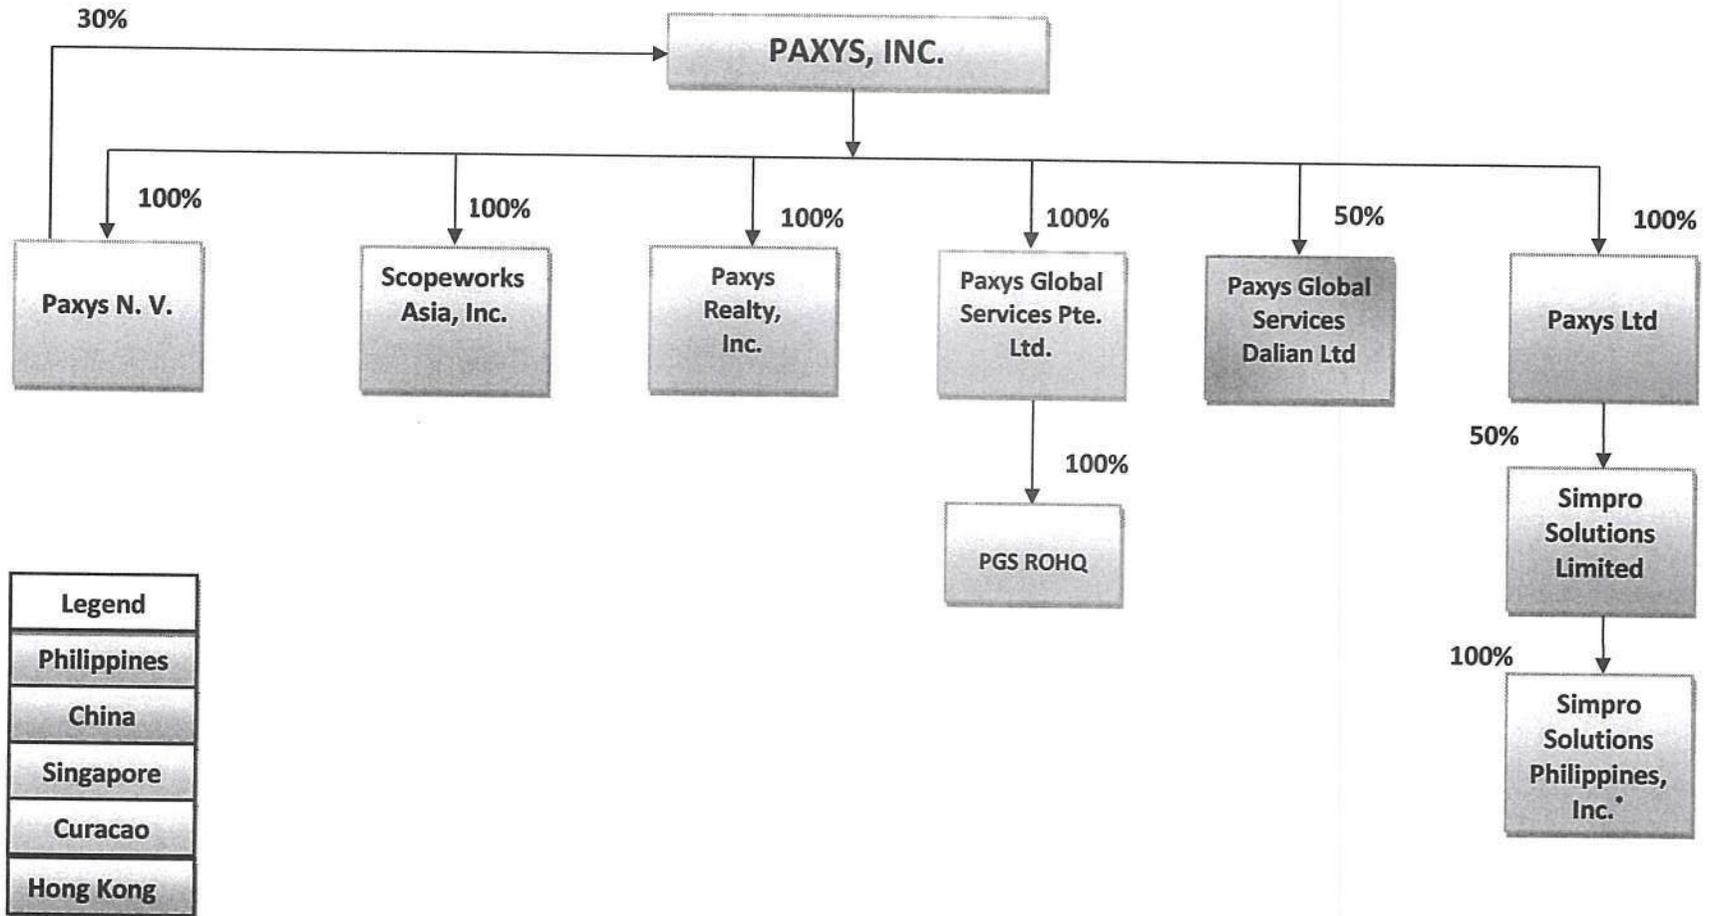 30%
PAXYS, INC.
100%
100%
100%
100%
50%
100%
Paxys N. V.
Scopeworks
Asia, Inc.
Paxys
Realty,
Inc.
Paxys Global
Services Pte.
Ltd.
Paxys Global
Services
Dalian Ltd
Paxys Ltd
100%
PGS ROHQ
50%
Simpro
Solutions
Limited
100%
Simpro
Solutions
Philippines,
Inc.*
Legend
Philippines
China
Singapore
Curacao
Hong Kong